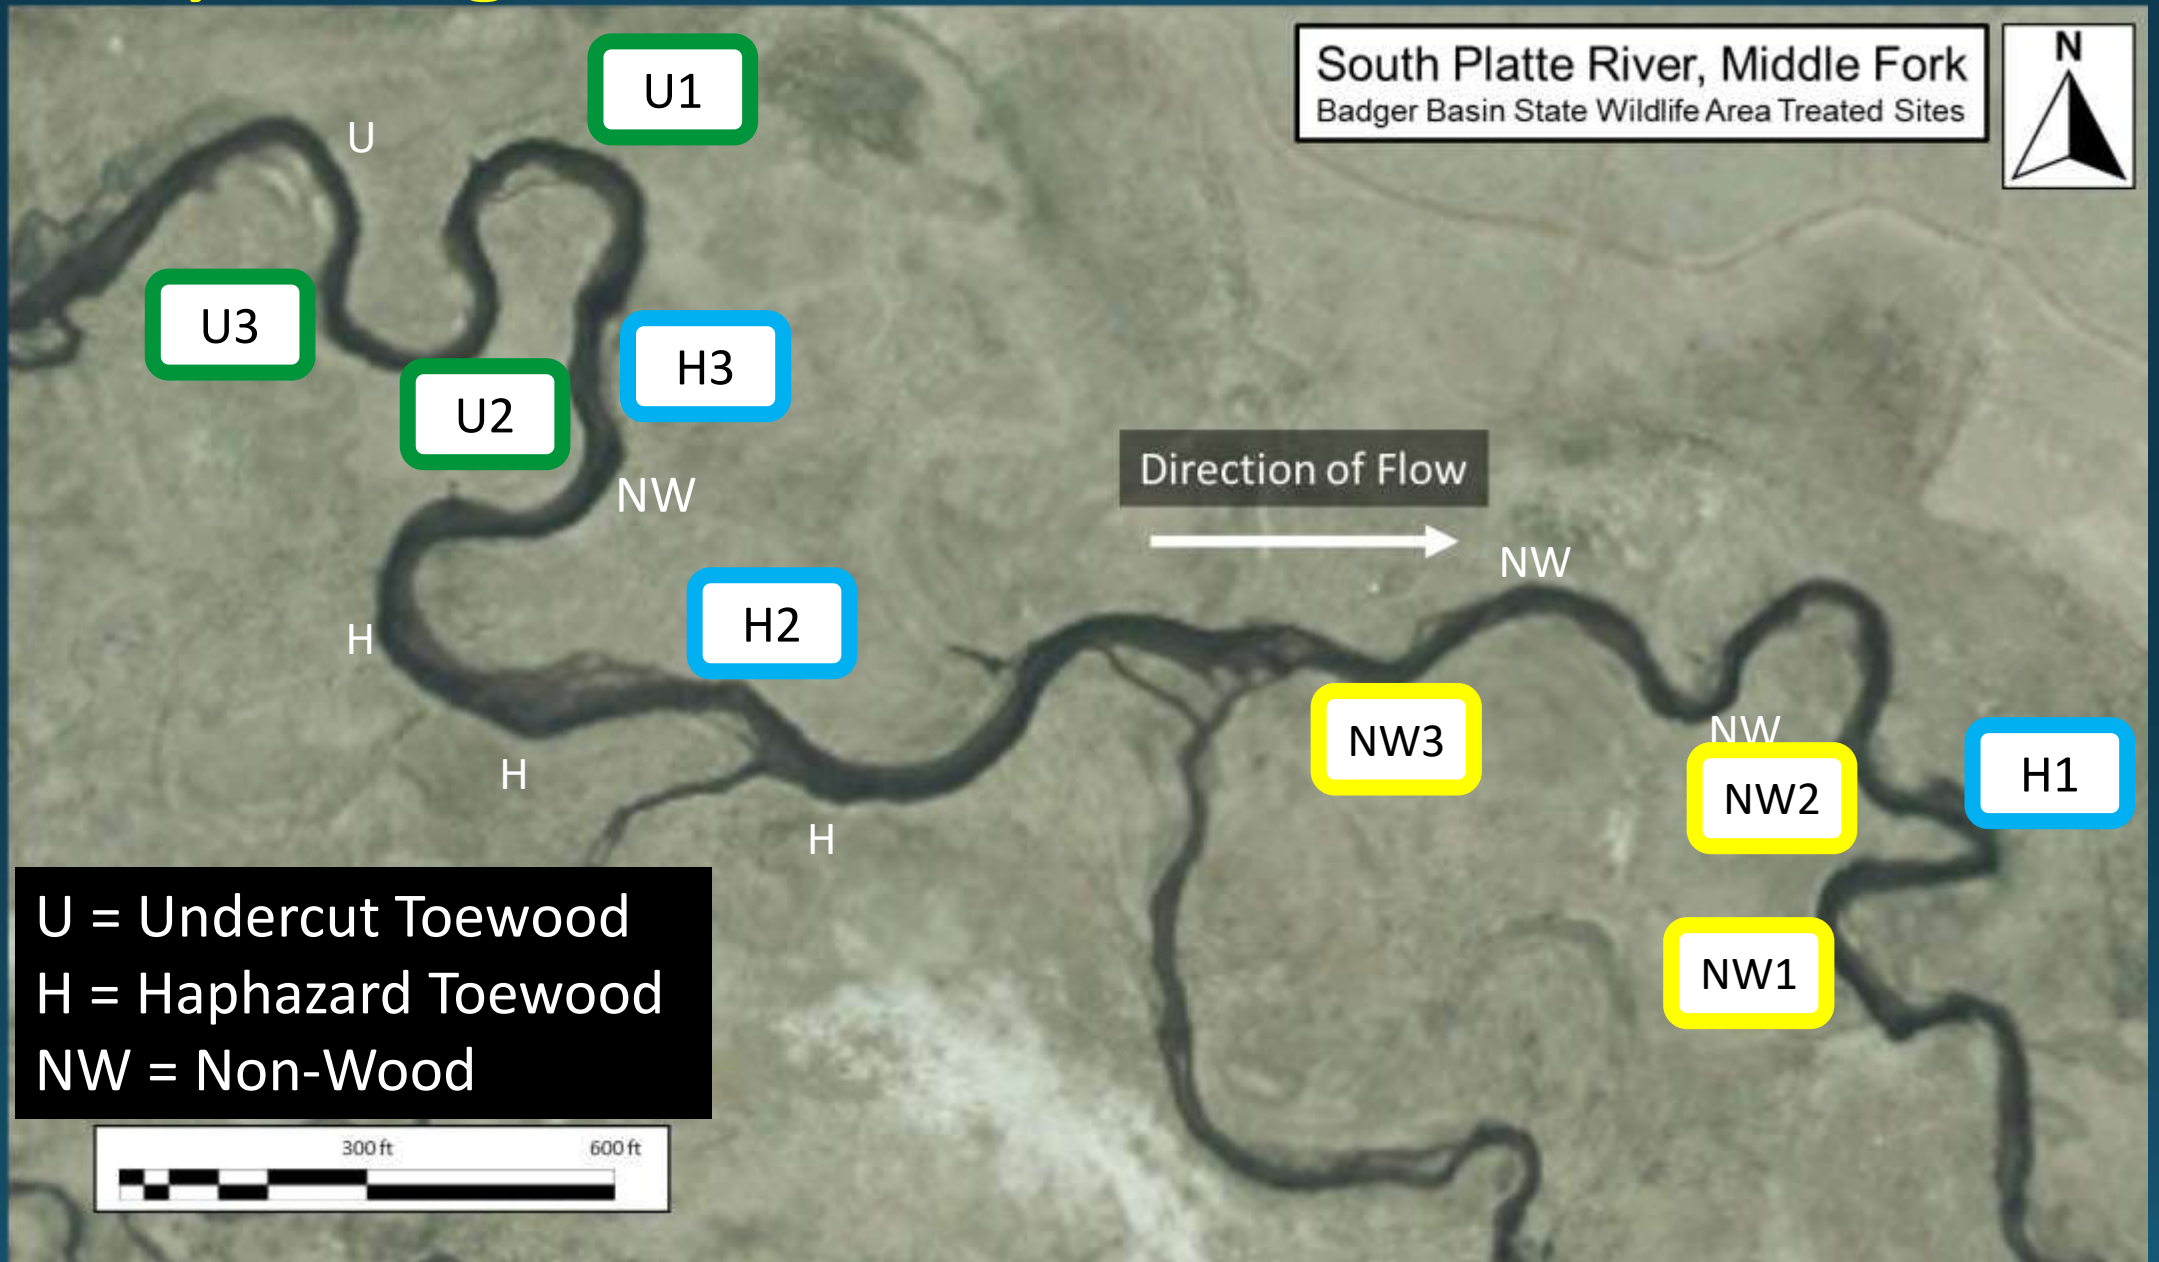 U1
South Platte River, Middle Fork
Badger Basin State Wildlife Area Treated Sites
N
U
U3
H3
U2
NW
Direction of Flow
NW
H2
H
NW3
NW
NW2
H1
H
H
NW1
U = Undercut Toewood
H = Haphazard Toewood
NW = Non-Wood
300 ft
600 ft